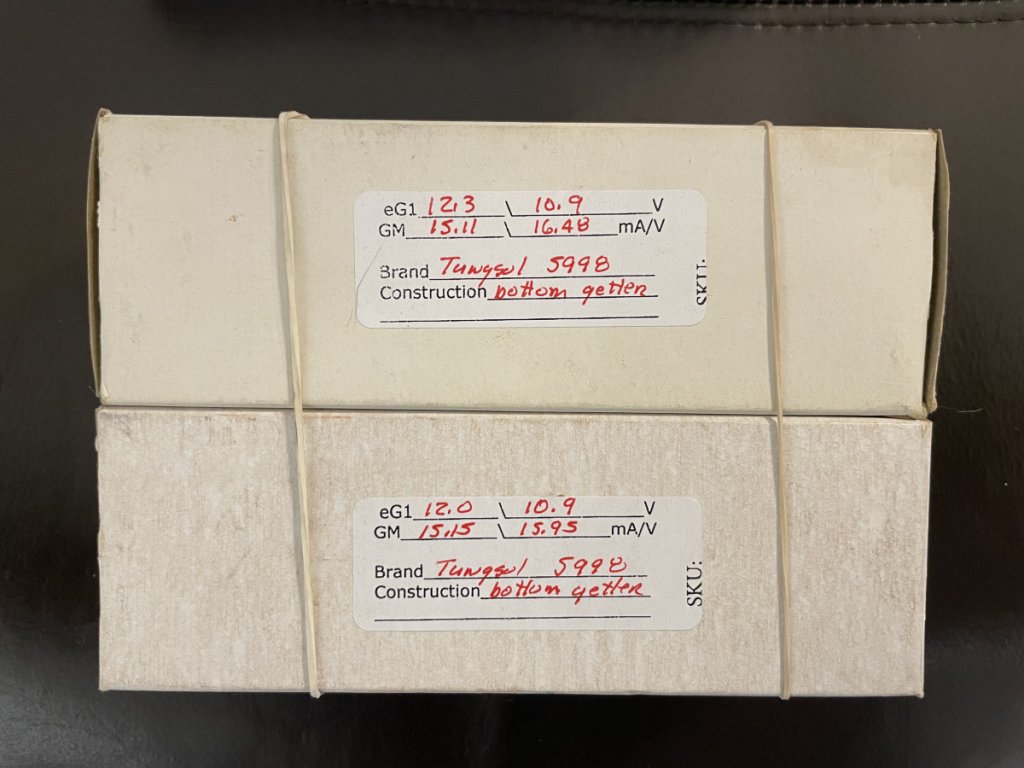 eG1 12.3 \ 10.9 V
GM 15.11 \ 16.48 mA/V
Brand Tungsol 5998
Construction bottom getter
SKU:
eG1 12.0 \ 10.9 V
GM 15.15 \ 15.95 mA/V
Brand Tungsol 5998
Construction bottom getter
SKU: